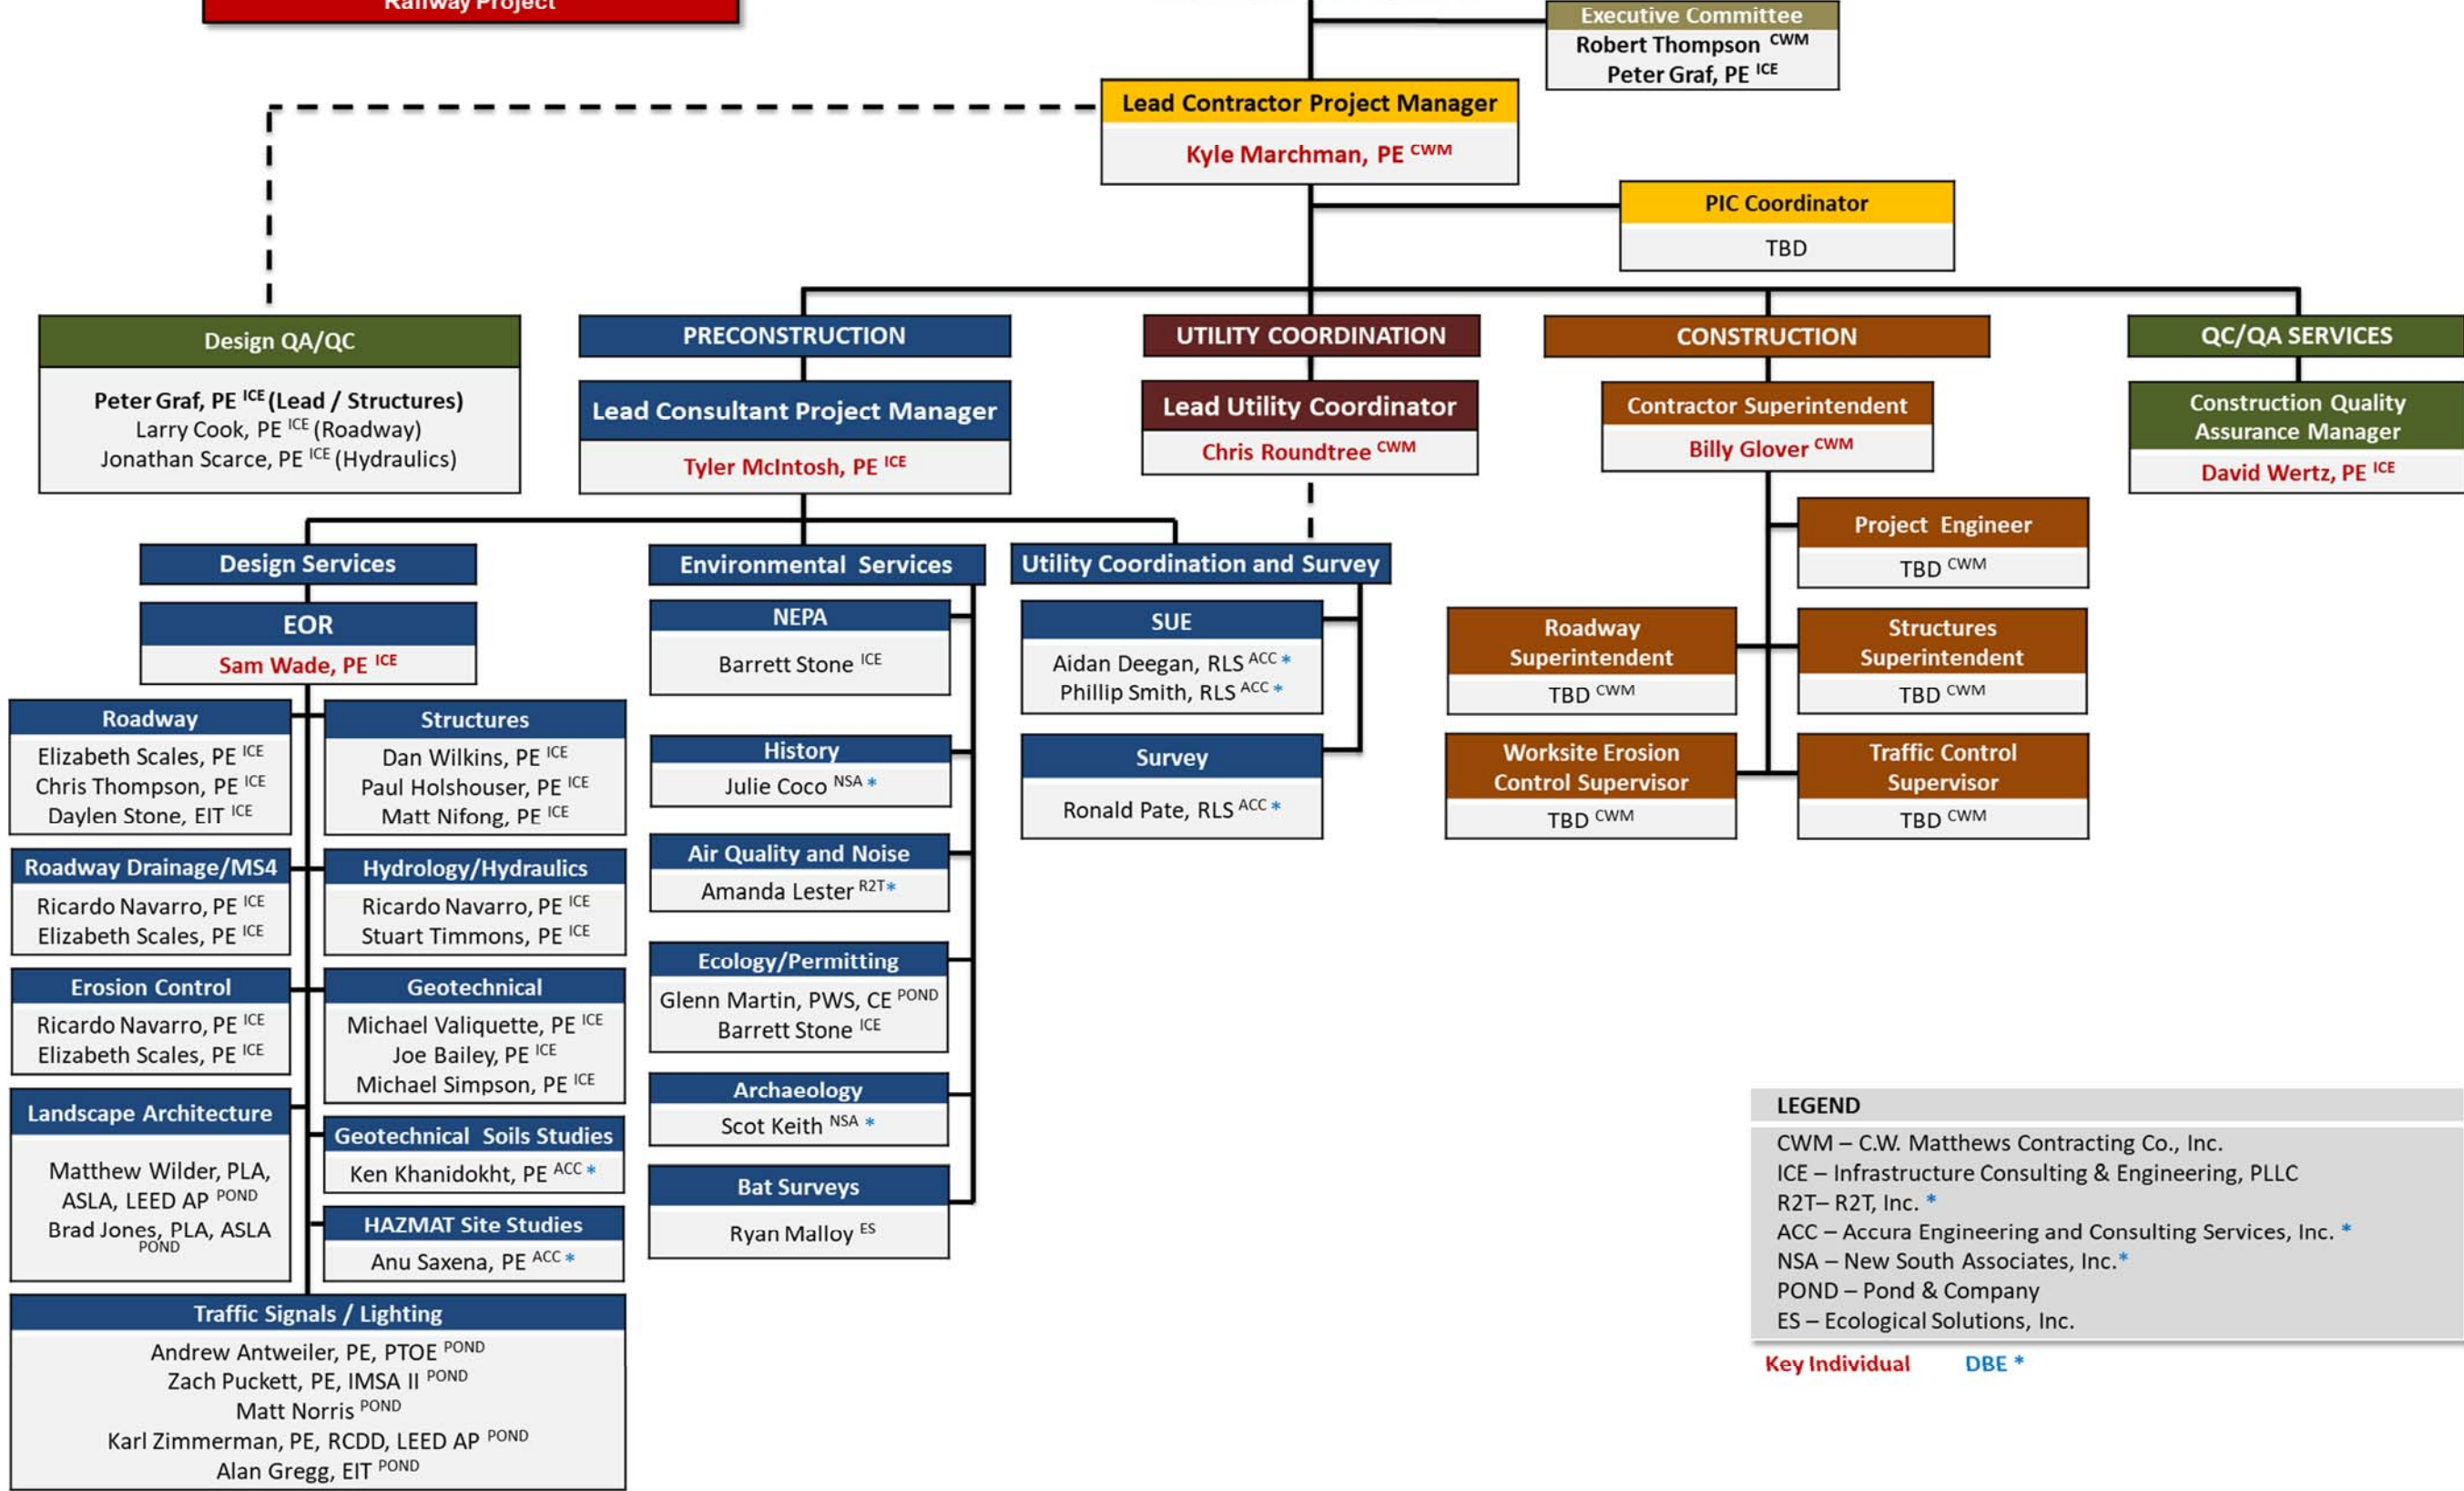 Railway Project
Executive Committee
Robert Thompson CWM
Peter Graf, PE ICE
Lead Contractor Project Manager
Kyle Marchman, PE CWM
PIC Coordinator
TBD
Design QA/QC
Peter Graf, PE ICE (Lead / Structures)
Larry Cook, PE ICE (Roadway)
Jonathan Scarce, PE ICE (Hydraulics)
PRECONSTRUCTION
Lead Consultant Project Manager
Tyler McIntosh, PE ICE
UTILITY COORDINATION
Lead Utility Coordinator
Chris Roundtree CWM
CONSTRUCTION
Contractor Superintendent
Billy Glover CWM
QC/QA SERVICES
Construction Quality
Assurance Manager
David Wertz, PE ICE
Project Engineer
TBD CWM
Roadway
Superintendent
TBD CWM
Structures
Superintendent
TBD CWM
Worksite Erosion
Control Supervisor
TBD CWM
Traffic Control
Supervisor
TBD CWM
Design Services
EOR
Sam Wade, PE ICE
Roadway
Elizabeth Scales, PE ICE
Chris Thompson, PE ICE
Daylen Stone, EIT ICE
Structures
Dan Wilkins, PE ICE
Paul Holshouser, PE ICE
Matt Nifong, PE ICE
Roadway Drainage/MS4
Ricardo Navarro, PE ICE
Elizabeth Scales, PE ICE
Hydrology/Hydraulics
Ricardo Navarro, PE ICE
Stuart Timmons, PE ICE
Erosion Control
Ricardo Navarro, PE ICE
Elizabeth Scales, PE ICE
Geotechnical
Michael Valiquette, PE ICE
Joe Bailey, PE ICE
Michael Simpson, PE ICE
Landscape Architecture
Matthew Wilder, PLA,
ASLA, LEED AP POND
Brad Jones, PLA, ASLA
POND
Geotechnical Soils Studies
Ken Khanidokht, PE ACC *
HAZMAT Site Studies
Anu Saxena, PE ACC *
Traffic Signals / Lighting
Andrew Antweiler, PE, PTOE POND
Zach Puckett, PE, IMSA II POND
Matt Norris POND
Karl Zimmerman, PE, RCDD, LEED AP POND
Alan Gregg, EIT POND
Environmental Services
NEPA
Barrett Stone ICE
History
Julie Coco NSA *
Air Quality and Noise
Amanda Lester R2T*
Ecology/Permitting
Glenn Martin, PWS, CE POND
Barrett Stone ICE
Archaeology
Scot Keith NSA *
Bat Surveys
Ryan Malloy ES
Utility Coordination and Survey
SUE
Aidan Deegan, RLS ACC *
Phillip Smith, RLS ACC *
Survey
Ronald Pate, RLS ACC *
LEGEND
CWM – C.W. Matthews Contracting Co., Inc.
ICE – Infrastructure Consulting & Engineering, PLLC
R2T– R2T, Inc. *
ACC – Accura Engineering and Consulting Services, Inc. *
NSA – New South Associates, Inc.*
POND – Pond & Company
ES – Ecological Solutions, Inc.
Key Individual DBE *